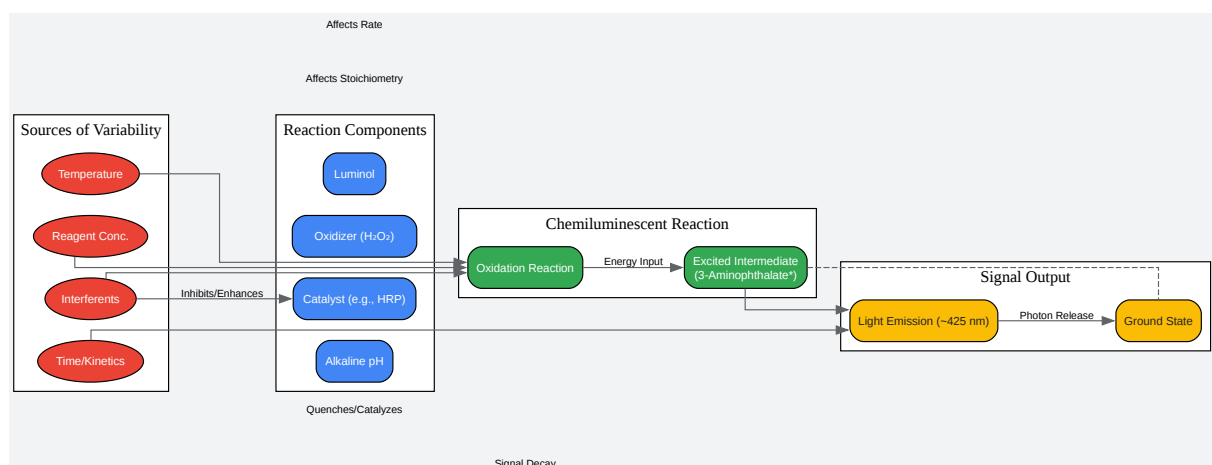 Affects Rate
Affects Stoichiometry
Sources of Variability
Temperature
Reagent Conc.
Interferents
Time/Kinetics
Inhibits/Enhances
Reaction Components
Luminol
Oxidizer (H₂O₂)
Catalyst (e.g., HRP)
Alkaline pH
Chemiluminescent Reaction
Oxidation Reaction
Energy Input
Excited Intermediate
(3-Aminophthalate*)
Signal Output
Light Emission (~425 nm)
Photon Release
Ground State
Quenches/Catalyzes
Signal Decay